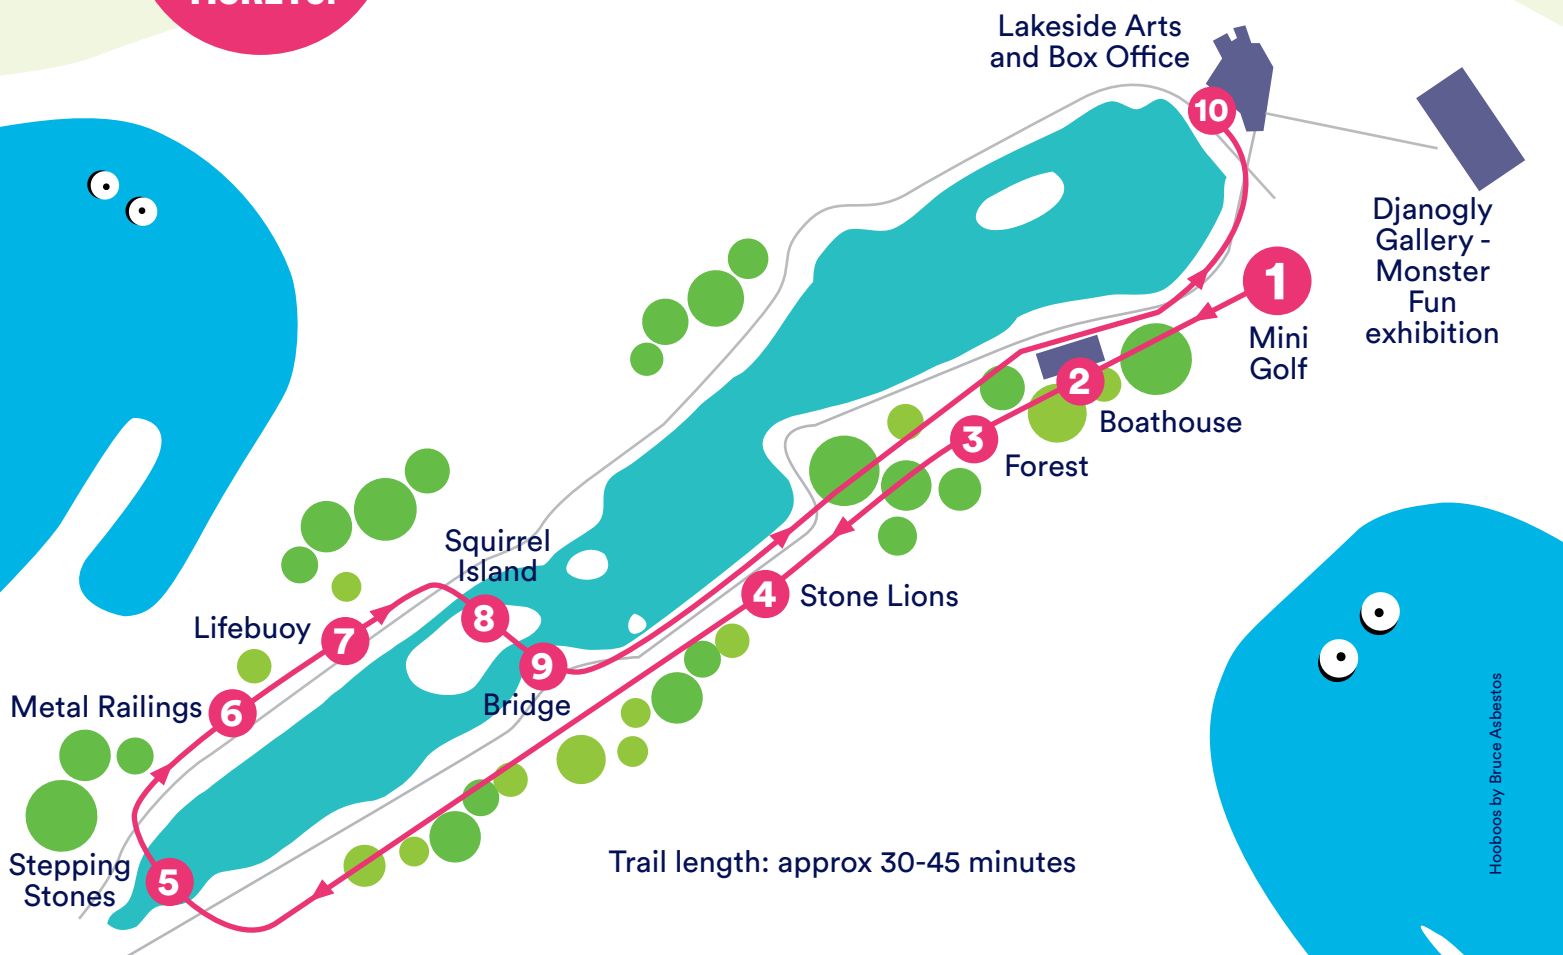 Lakeside Arts
and Box Office
10
Djanogly
Gallery -
Monster
Fun
exhibition
1
Mini
Golf
2
Boathouse
3
Forest
4
Stone Lions
Squirrel
Island
8
Lifebuoy
7
9
Bridge
Metal Railings
6
Stepping
Stones
5
Trail length: approx 30-45 minutes
Hooboos by Bruce Asbestos